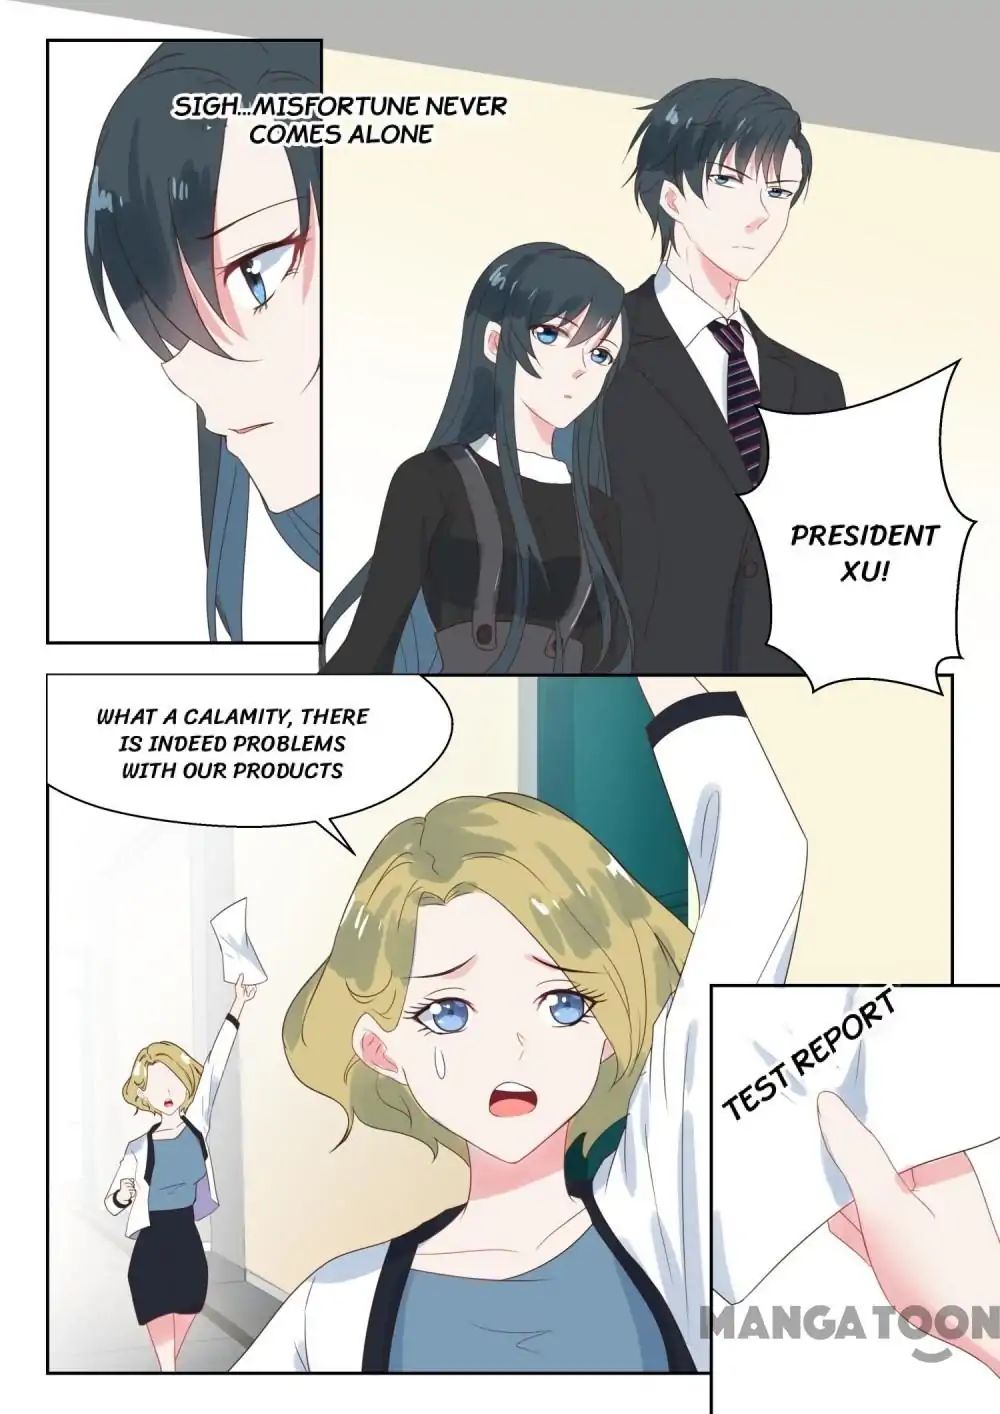 SIGH...MISFORTUNE NEVER
COMES ALONE
PRESIDENT
XU!
WHAT A CALAMITY, THERE
IS INDEED PROBLEMS
WITH OUR PRODUCTS
TEST REPORT
MANGATOON